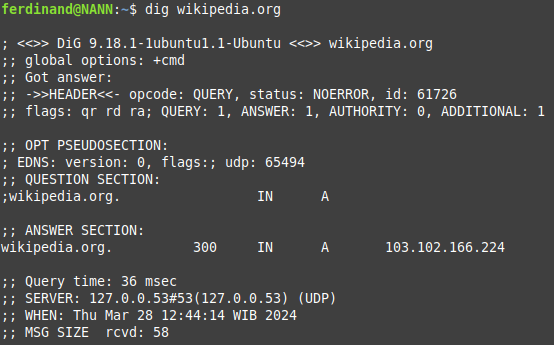 ferdinand@NANN:~$ dig wikipedia.org
; <<>> DiG 9.18.1-1ubuntu1.1-Ubuntu <<>> wikipedia.org
;; global options: +cmd
;; Got answer:
;; ->>HEADER<<- opcode: QUERY, status: NOERROR, id: 61726
;; flags: qr rd ra; QUERY: 1, ANSWER: 1, AUTHORITY: 0, ADDITIONAL: 1
;; OPT PSEUDOSECTION:
; EDNS: version: 0, flags:; udp: 65494
;; QUESTION SECTION:
;wikipedia.org. IN A
;; ANSWER SECTION:
wikipedia.org. 300 IN A 103.102.166.224
;; Query time: 36 msec
;; SERVER: 127.0.0.53#53(127.0.0.53) (UDP)
;; WHEN: Thu Mar 28 12:44:14 WIB 2024
;; MSG SIZE rcvd: 58